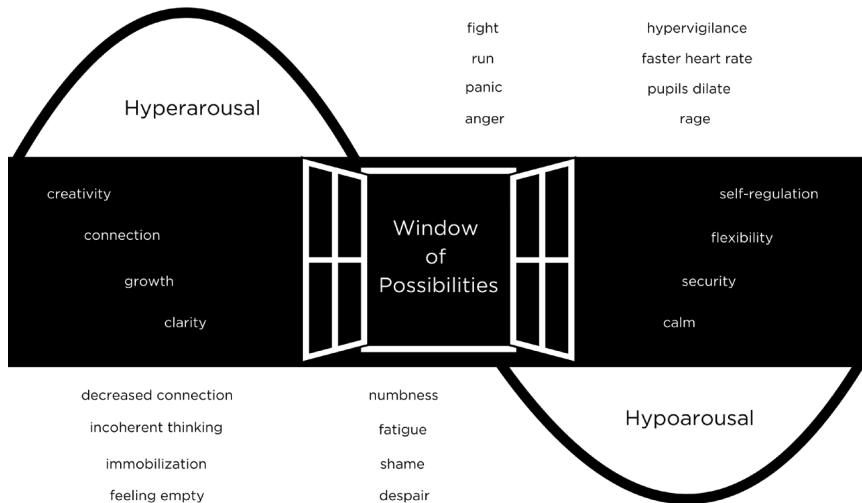 fight
run
panic
anger
hypervigilance
faster heart rate
pupils dilate
rage
Hyperarousal
creativity
connection
growth
clarity
Window
of
Possibilities
self-regulation
flexibility
security
calm
decreased connection
incoherent thinking
immobilization
feeling empty
numbness
fatigue
shame
despair
Hypoarousal